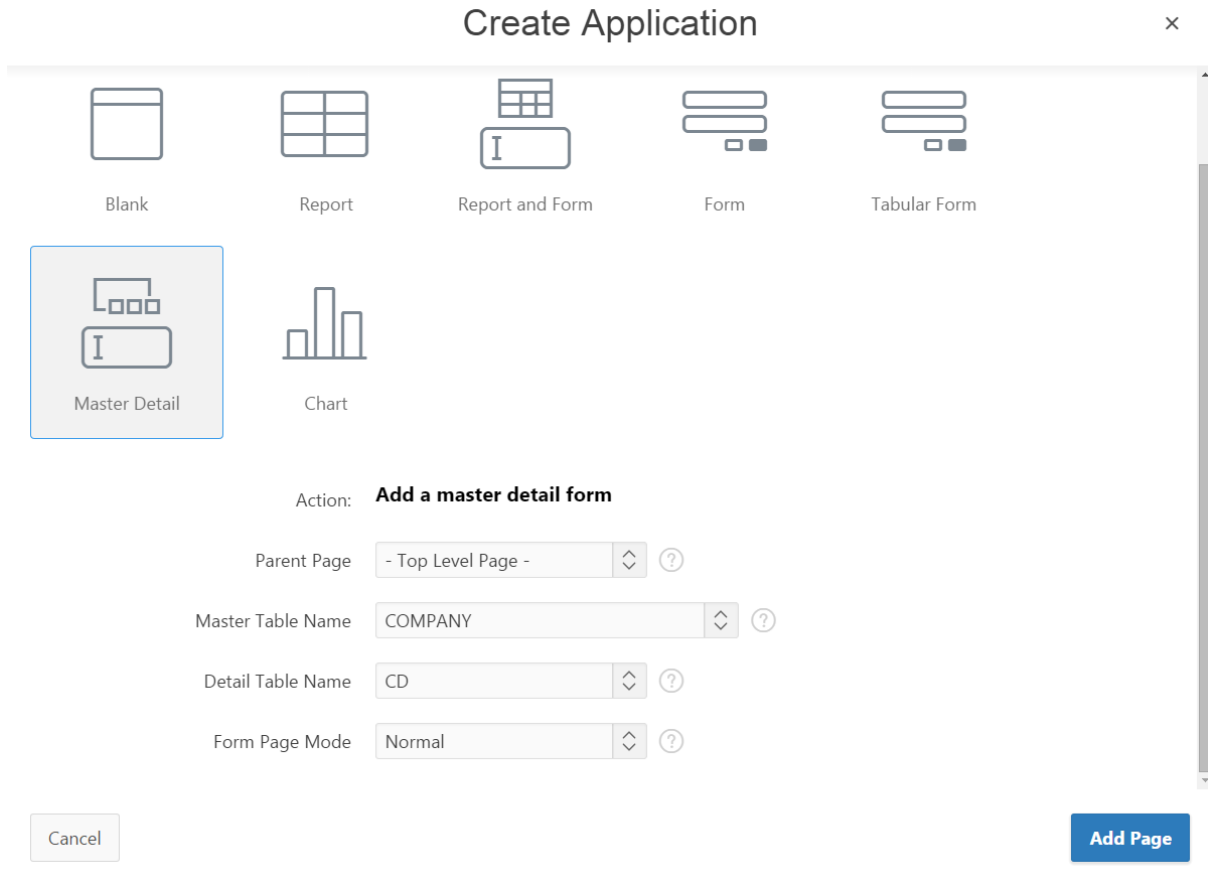 Create Application
×
Blank
Report
Report and Form
Form
Tabular Form
Master Detail
Chart
Action: Add a master detail form
Parent Page - Top Level Page - ?
Master Table Name COMPANY ?
Detail Table Name CD ?
Form Page Mode Normal ?
Cancel
Add Page